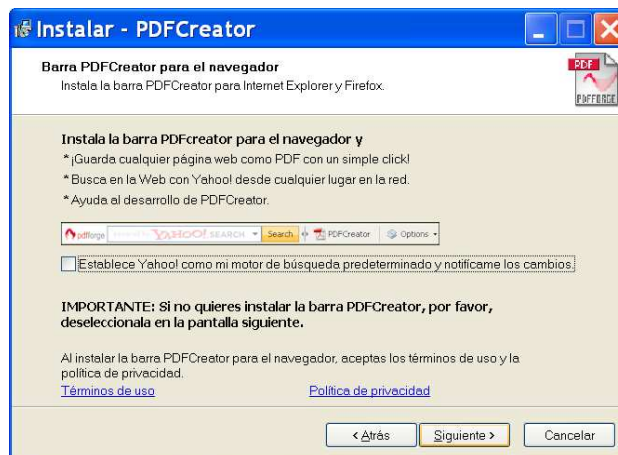 Instalar - PDFCreator
Barra PDFCreator para el navegador
Instala la barra PDFCreator para Internet Explorer y Firefox.
PDF
PDFFORGE
Instala la barra PDFcreator para el navegador y
* ¡Guarda cualquier página web como PDF con un simple click!
* Busca en la Web con Yahoo! desde cualquier lugar en la red.
* Ayuda al desarrollo de PDFCreator.
pdfforge YAHOO! SEARCH Search PDFCreator Options
Establece Yahoo! como mi motor de búsqueda predeterminado y notifícame los cambios.
IMPORTANTE: Si no quieres instalar la barra PDFCreator, por favor,
deseleccionala en la pantalla siguiente.
Al instalar la barra PDFCreator para el navegador, aceptas los términos de uso y la
política de privacidad.
Términos de uso Política de privacidad
< Atrás Siguiente > Cancelar